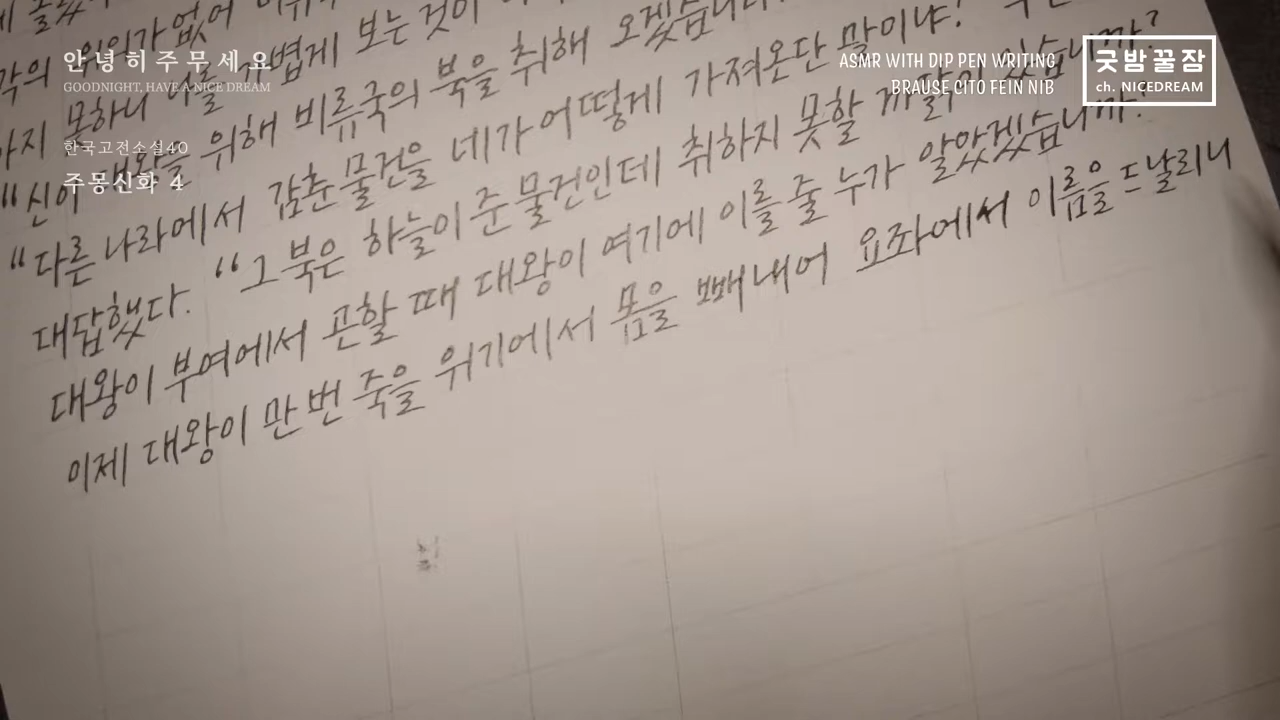 안녕히주무세요
GOODNIGHT, HAVE A NICE DREAM
한국고전소설40
주몽신화 4
ASMR WITH DIP PEN WRITING
BRAUSE CITO FEIN NIB
굿밤꿀잠
ch. NICEDREAM
각의 위의가 없어
가지 못하니 나를 가볍게 보는 것이
"신이 대왕을 위해 비류국의 북을 취해 오겠습니다
"다른 나라에서 감춘 물건을 네가 어떻게 가져온단 말이냐?
대답했다. "그 북은 하늘이 준 물건인데 취하지 못할 까닭이 있습니까?
대왕이 부여에서 곤할 때 대왕이 여기에 이를 줄 누가 알았겠습니까?
이제 대왕이 만 번 죽을 위기에서 몸을 빼내어 요좌에서 이름을 드날리니